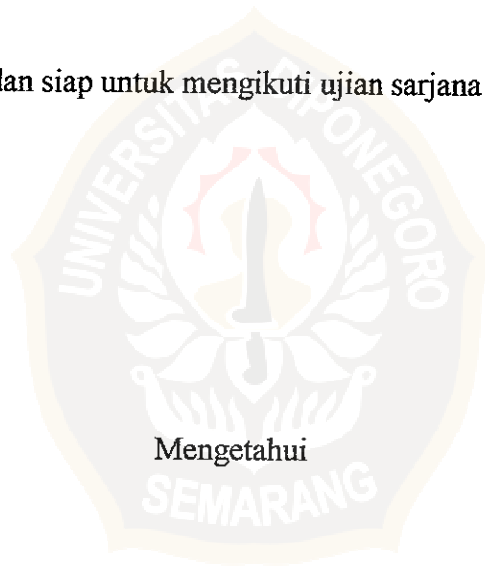 dan siap untuk mengikuti ujian sarjana
UNIVERSITAS DIPONEGORO
Mengetahui
SEMARANG